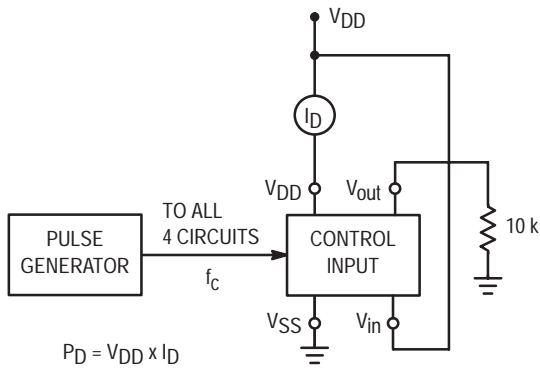 VDD
ID
VDD
Vout
TO ALL
4 CIRCUITS
PULSE
GENERATOR
fc
CONTROL
INPUT
10 k
VSS
Vin
PD = VDD x ID